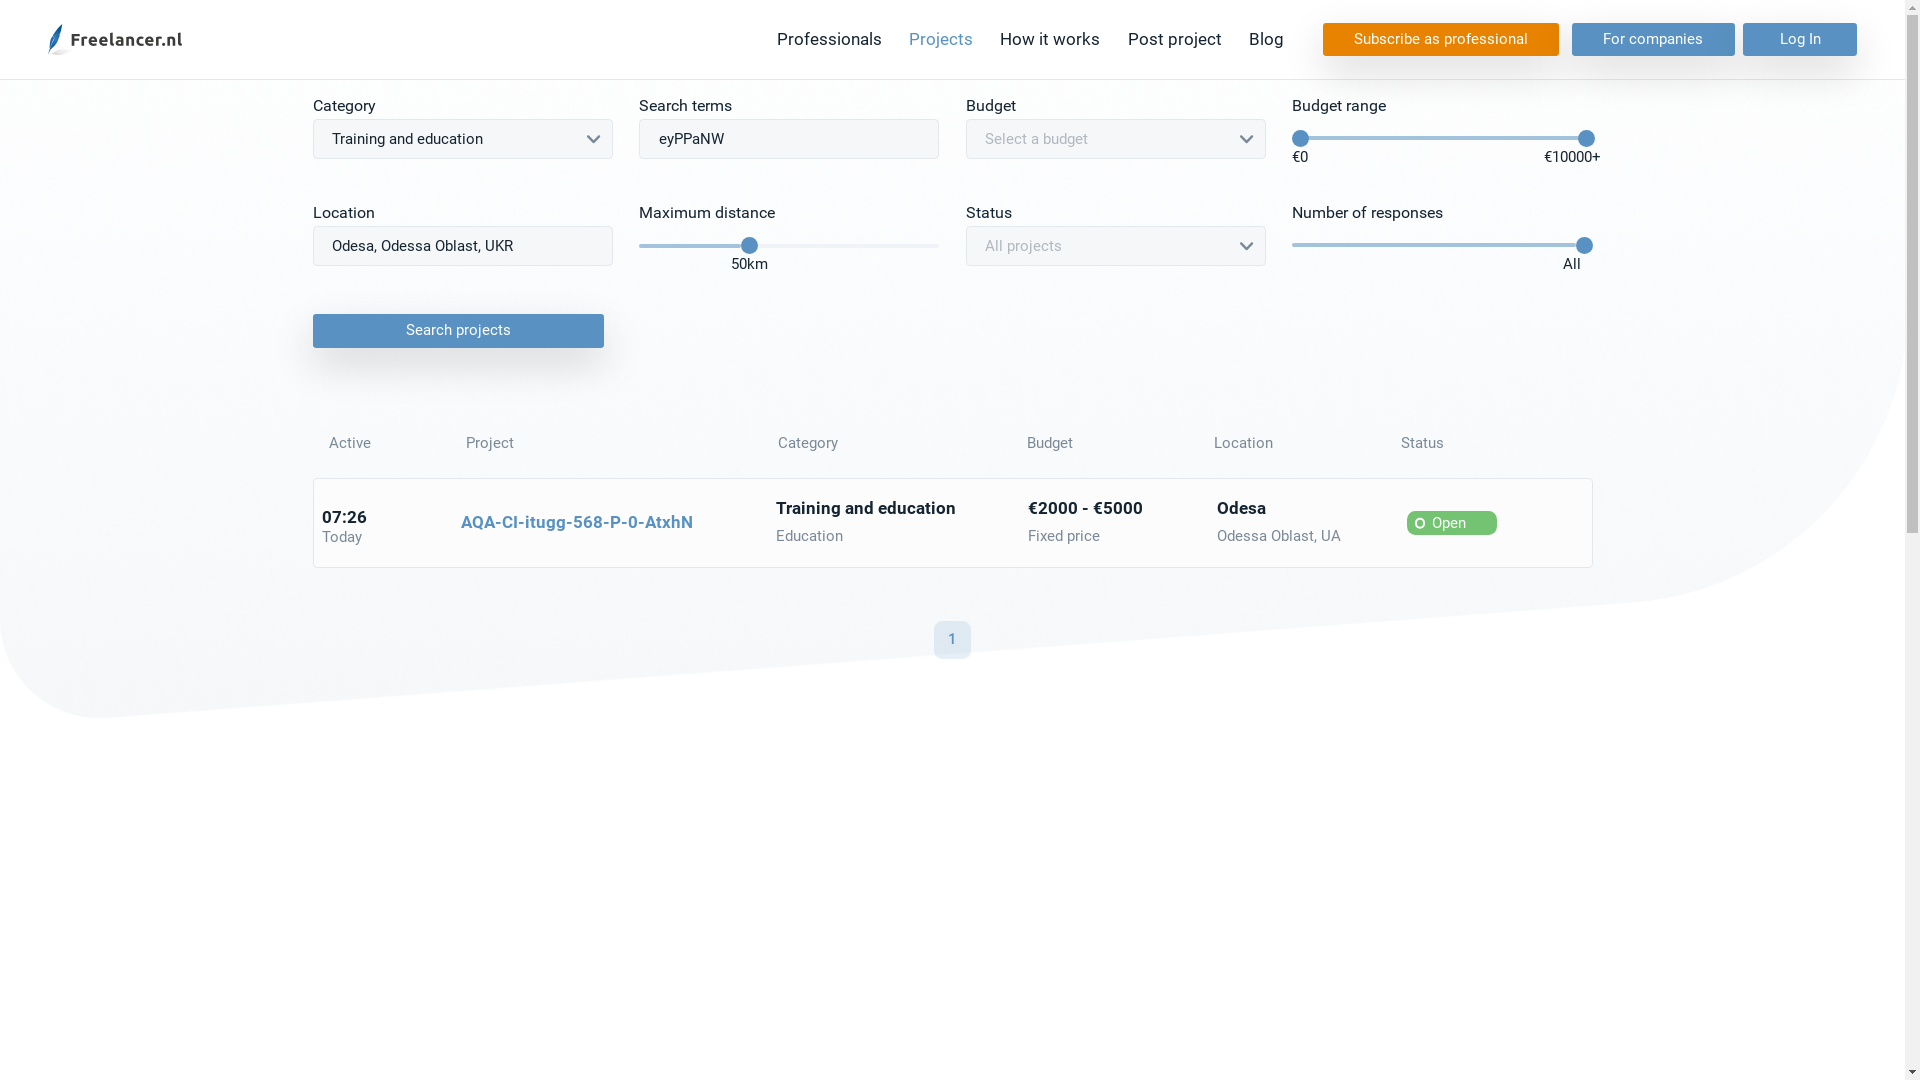 Freelancer.nl
Professionals Projects How it works Post project Blog Subscribe as professional For companies Log In
Category Search terms Budget Budget range
Training and education eyPPaNW Select a budget
€0 €10000+
Location Maximum distance Status Number of responses
Odesa, Odessa Oblast, UKR All projects
50km All
Search projects
Active Project Category Budget Location Status
07:26 AQA-CI-itugg-568-P-0-AtxhN Training and education €2000 - €5000 Odesa Open
Today Education Fixed price Odessa Oblast, UA
1